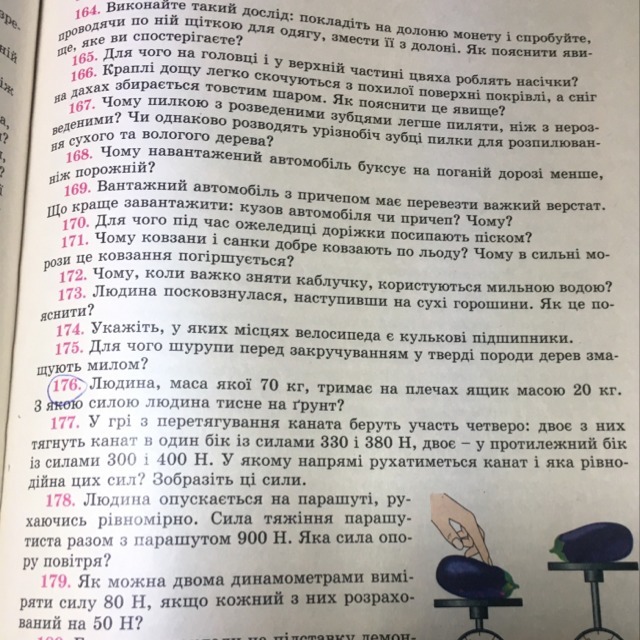 164. Виконайте такий дослід: покладіть на долоню монету і спробуйте,
проводячи по ній щіткою для одягу, змести її з долоні. Як пояснити яви-
ще, яке ви спостерігаєте?
165. Для чого на головці і у верхній частині цвяха роблять насічки?
166. Краплі дощу легко скочуються з похилої поверхні покрівлі, а сніг
на дахах збирається товстим шаром. Як пояснити це явище?
167. Чому пилкою з розведеними зубцями легше пиляти, ніж з нероз-
веденими? Чи однаково розводять урізнобіч зубці пилки для розпилюван-
ня сухого та вологого дерева?
168. Чому навантажений автомобіль буксує на поганій дорозі менше,
ніж порожній?
169. Вантажний автомобіль з причепом має перевезти важкий верстат.
Що краще завантажити: кузов автомобіля чи причеп? Чому?
170. Для чого під час ожеледиці доріжки посипають піском?
171. Чому ковзани і санки добре ковзають по льоду? Чому в сильні мо-
рози це ковзання погіршується?
172. Чому, коли важко зняти каблучку, користуються мильною водою?
173. Людина посковзнулася, наступивши на сухі горошини. Як це по-
яснити?
174. Укажіть, у яких місцях велосипеда є кулькові підшипники.
175. Для чого шурупи перед закручуванням у тверді породи дерев зма-
щують милом?
176. Людина, маса якої 70 кг, тримає на плечах ящик масою 20 кг.
З якою силою людина тисне на ґрунт?
177. У грі з перетягування каната беруть участь четверо: двоє з них
тягнуть канат в один бік із силами 330 і 380 Н, двоє – у протилежний бік
із силами 300 і 400 Н. У якому напрямі рухатиметься канат і яка рівно-
дійна цих сил? Зобразіть ці сили.
178. Людина опускається на парашуті, ру-
хаючись рівномірно. Сила тяжіння парашу-
тиста разом з парашутом 900 Н. Яка сила опо-
ру повітря?
179. Як можна двома динамометрами вимі-
ряти силу 80 Н, якщо кожний з них розрахо-
ваний на 50 Н?